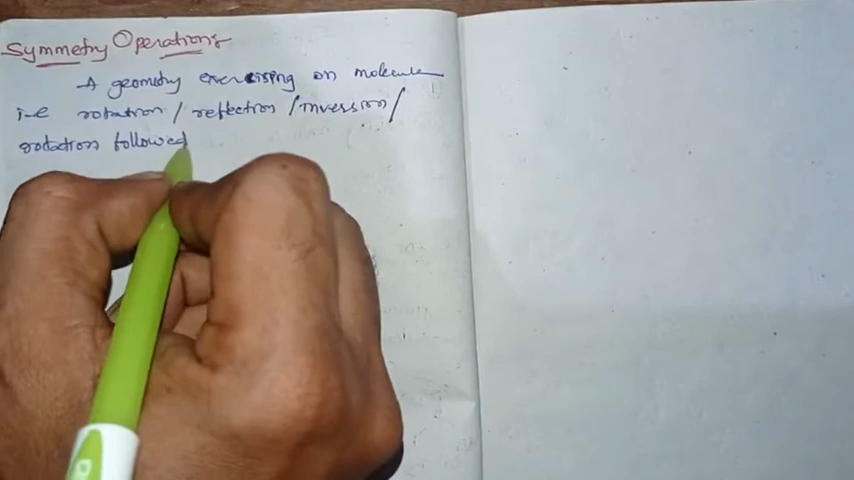 Symmetry Operations
A geometry exercising on molecule
i-e rotation / reflection / inversion /
rotation followed